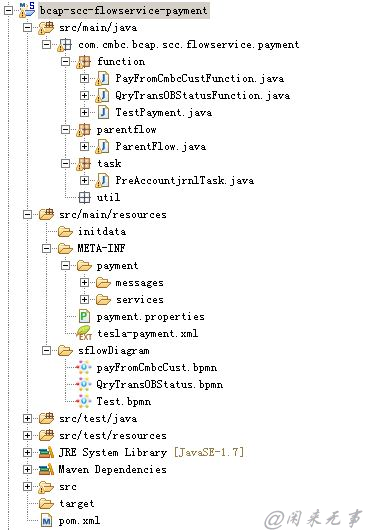 bcap-scc-flowservice-payment
src/main/java
com.cmbc.bcap.scc.flowservice.payment
function
PayFromCmbcCustFunction.java
QryTransOBStatusFunction.java
TestPayment.java
parentflow
ParentFlow.java
task
PreAccountjrnlTask.java
util
src/main/resources
initdata
META-INF
payment
messages
services
payment.properties
tesla-payment.xml
sflowDiagram
payFromCmbcCust.bpmn
QryTransOBStatus.bpmn
Test.bpmn
src/test/java
src/test/resources
JRE System Library [JavaSE-1.7]
Maven Dependencies
src
target
pom.xml
@闲来无事